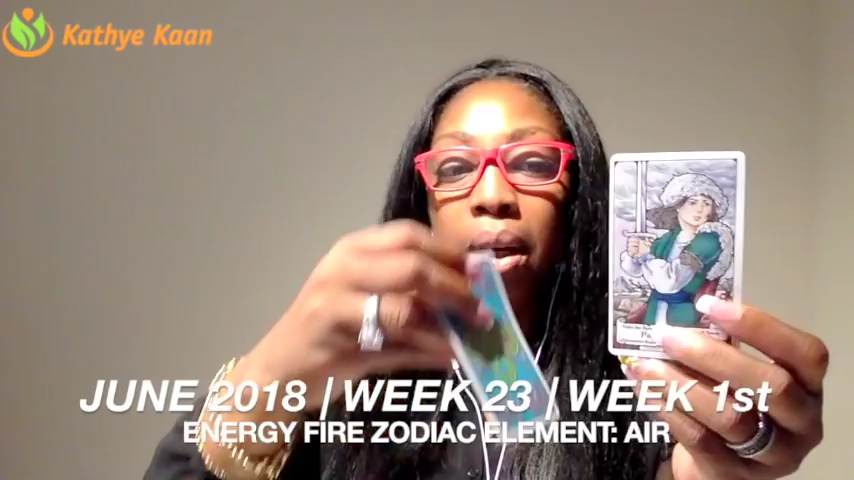 Kathye Kaan
JUNE 2018 | WEEK 23 | WEEK 1st
ENERGY FIRE ZODIAC ELEMENT: AIR